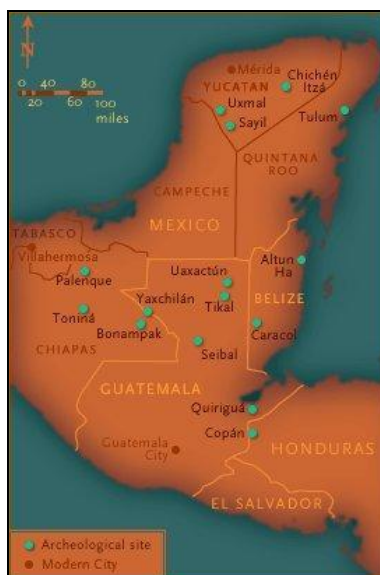 N
0 40 80
20 60 100
miles
Mérida
YUCATAN
Chichén
Itzá
Uxmal
Sayil
Tulum
QUINTANA
ROO
CAMPECHE
MEXICO
TABASCO
Villahermosa
Palenque
Uaxactún
Altun
Ha
Yaxchilán
Tikal
BELIZE
Toniná
Bonampak
Caracol
CHIAPAS
Seibal
GUATEMALA
Quiriguá
Copán
Guatemala
City
HONDURAS
EL SALVADOR
Archeological site
Modern City